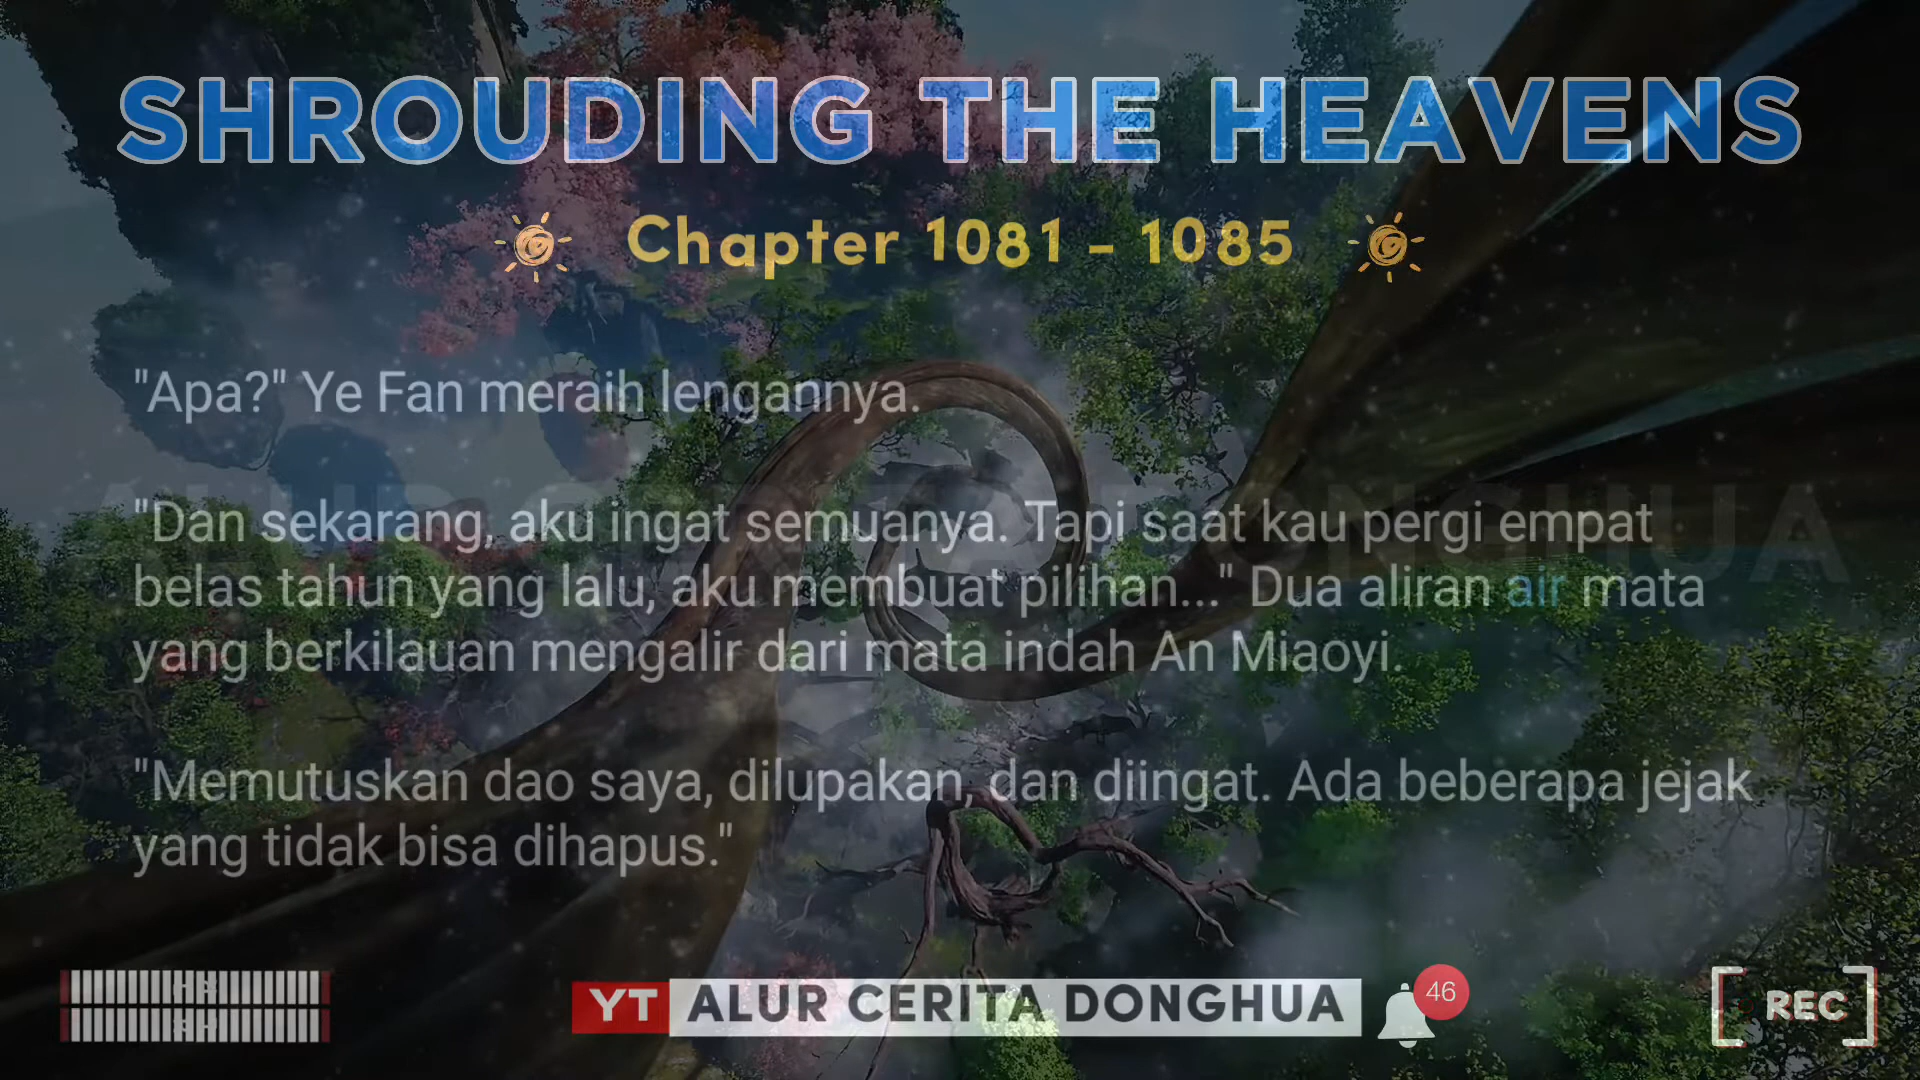 SHROUDING THE HEAVENS
Chapter 1081 - 1085
"Apa?" Ye Fan meraih lengannya.
"Dan sekarang, aku ingat semuanya. Tapi saat kau pergi empat
belas tahun yang lalu, aku membuat pilihan..." Dua aliran air mata
yang berkilauan mengalir dari mata indah An Miaoyi.
ALUR CERITA DONGHUA
"Memutuskan dao saya, dilupakan, dan diingat. Ada beberapa jejak
yang tidak bisa dihapus."
YT ALUR CERITA DONGHUA 46
REC